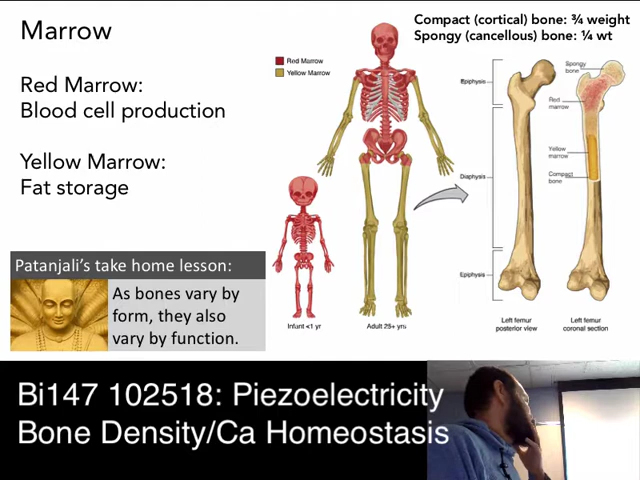 Marrow
Red Marrow:
Blood cell production
Yellow Marrow:
Fat storage
Patanjali's take home lesson:
As bones vary by
form, they also
vary by function.
Red Marrow
Yellow Marrow
Infant <1 yr
Adult 25+ yrs
Compact (cortical) bone: ¾ weight
Spongy (cancellous) bone: ¼ wt
Epiphysis
Diaphysis
Epiphysis
Spongy
bone
Red
marrow
Yellow
marrow
Compact
bone
Left femur
posterior view
Left femur
coronal section
Bi147 102518: Piezoelectricity
Bone Density/Ca Homeostasis